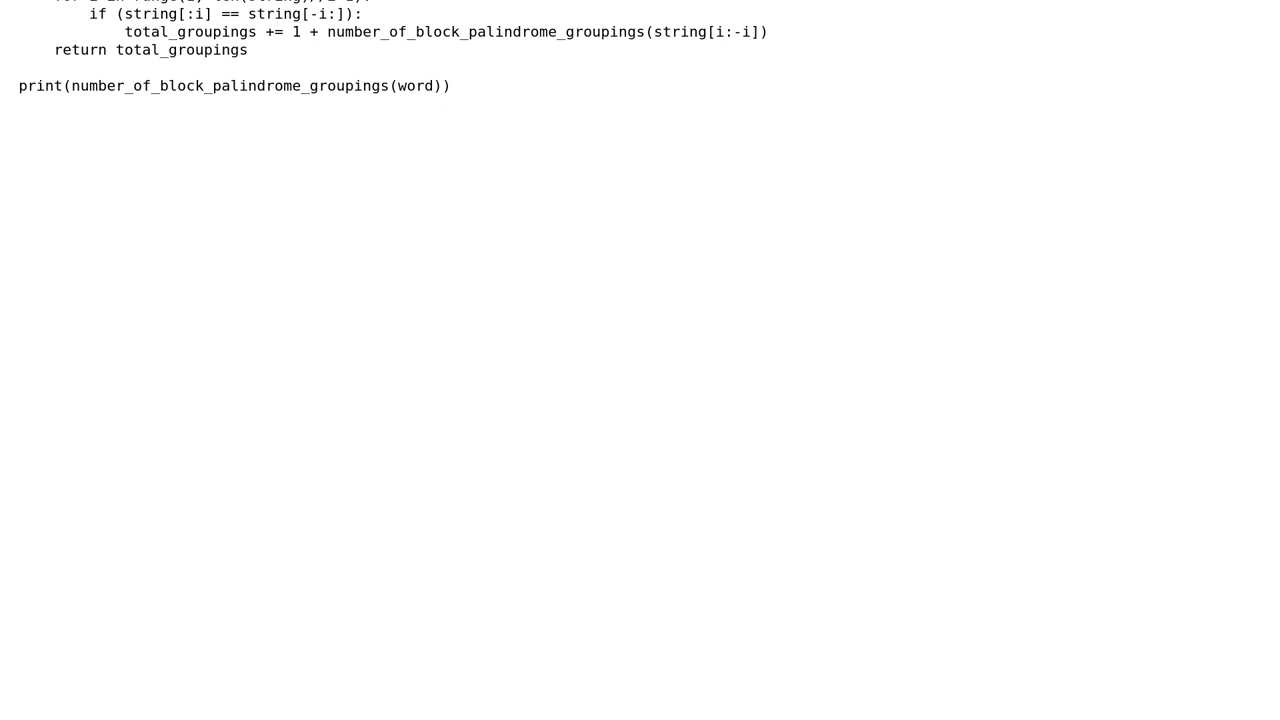 if (string[:i] == string[-i:]):
            total_groupings += 1 + number_of_block_palindrome_groupings(string[i:-i])
    return total_groupings

print(number_of_block_palindrome_groupings(word))